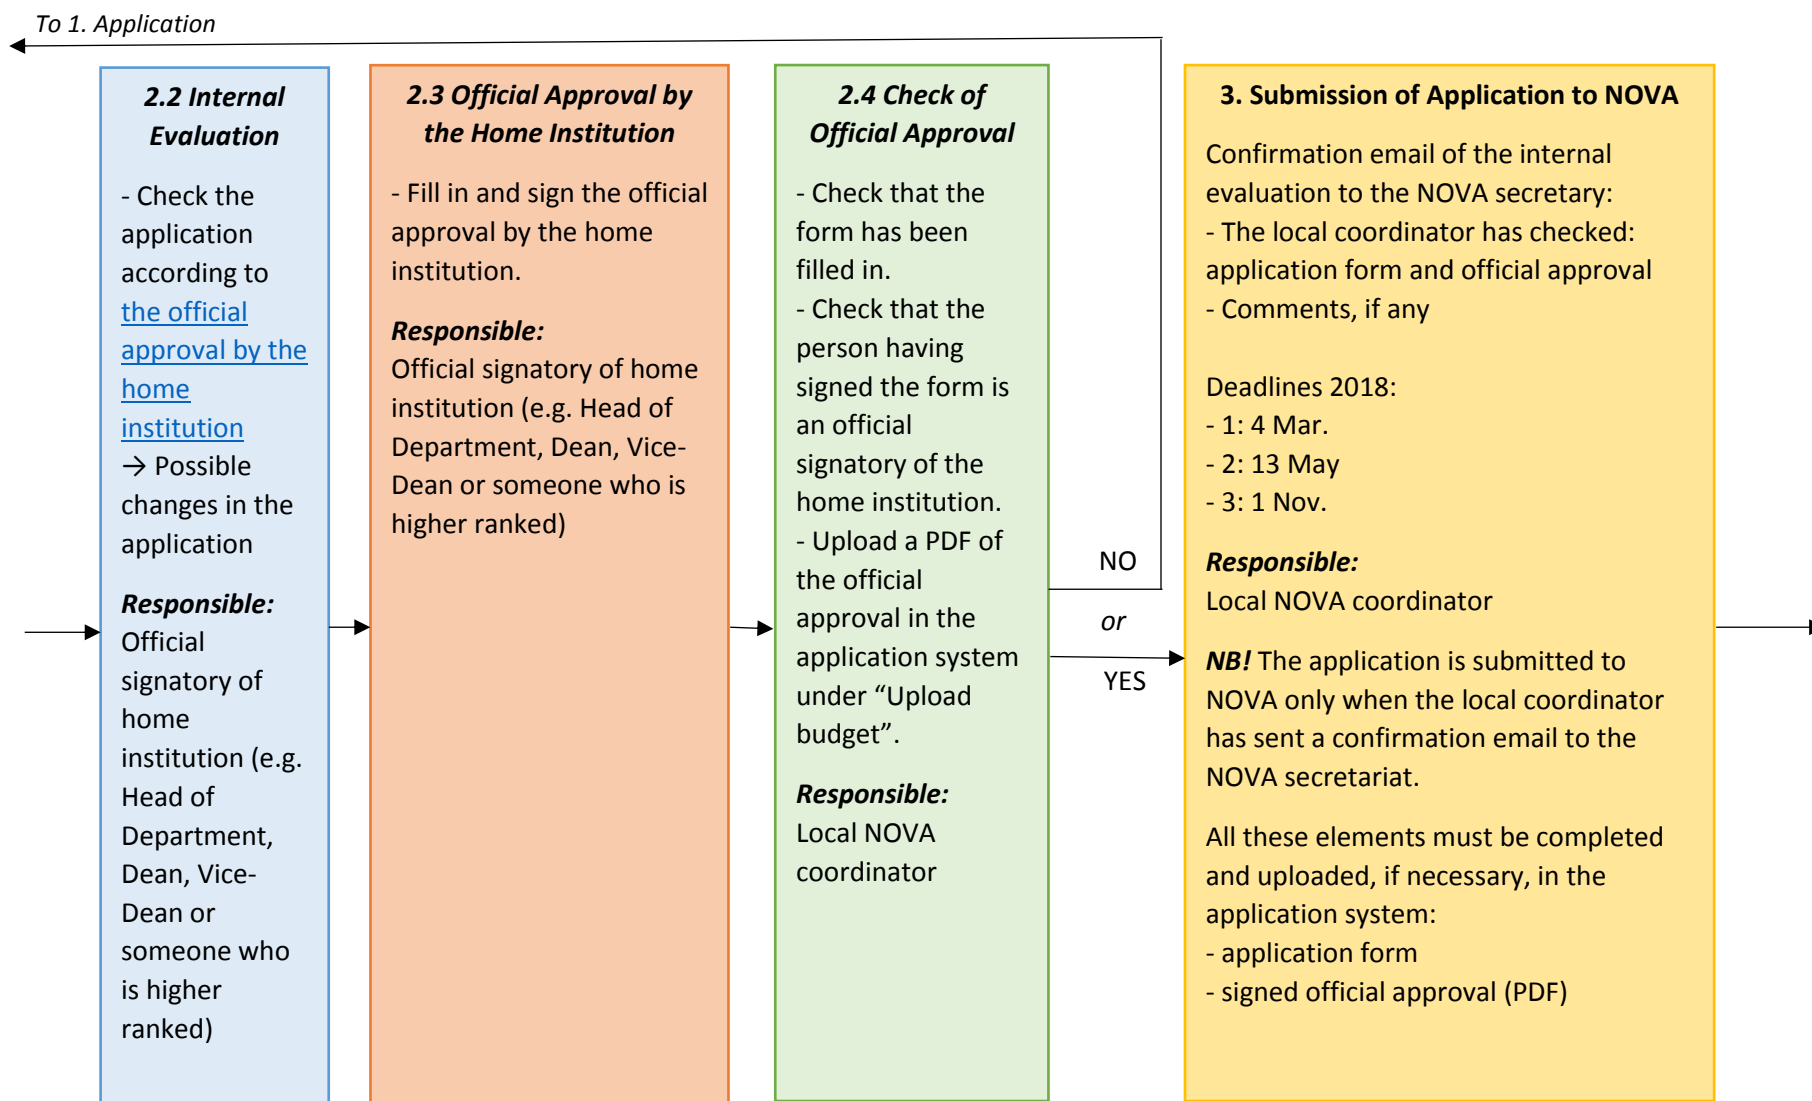 To 1. Application
2.2 Internal
Evaluation
- Check the
application
according to
the official
approval by the
home
institution
→ Possible
changes in the
application
Responsible:
Official
signatory of
home
institution (e.g.
Head of
Department,
Dean, Vice-
Dean or
someone who
is higher
ranked)
2.3 Official Approval by
the Home Institution
- Fill in and sign the official
approval by the home
institution.
Responsible:
Official signatory of home
institution (e.g. Head of
Department, Dean, Vice-
Dean or someone who is
higher ranked)
2.4 Check of
Official Approval
- Check that the
form has been
filled in.
- Check that the
person having
signed the form is
an official
signatory of the
home institution.
- Upload a PDF of
the official
approval in the
application system
under “Upload
budget”.
Responsible:
Local NOVA
coordinator
NO
or
YES
3. Submission of Application to NOVA
Confirmation email of the internal
evaluation to the NOVA secretary:
- The local coordinator has checked:
application form and official approval
- Comments, if any
Deadlines 2018:
- 1: 4 Mar.
- 2: 13 May
- 3: 1 Nov.
Responsible:
Local NOVA coordinator
NB! The application is submitted to
NOVA only when the local coordinator
has sent a confirmation email to the
NOVA secretariat.
All these elements must be completed
and uploaded, if necessary, in the
application system:
- application form
- signed official approval (PDF)